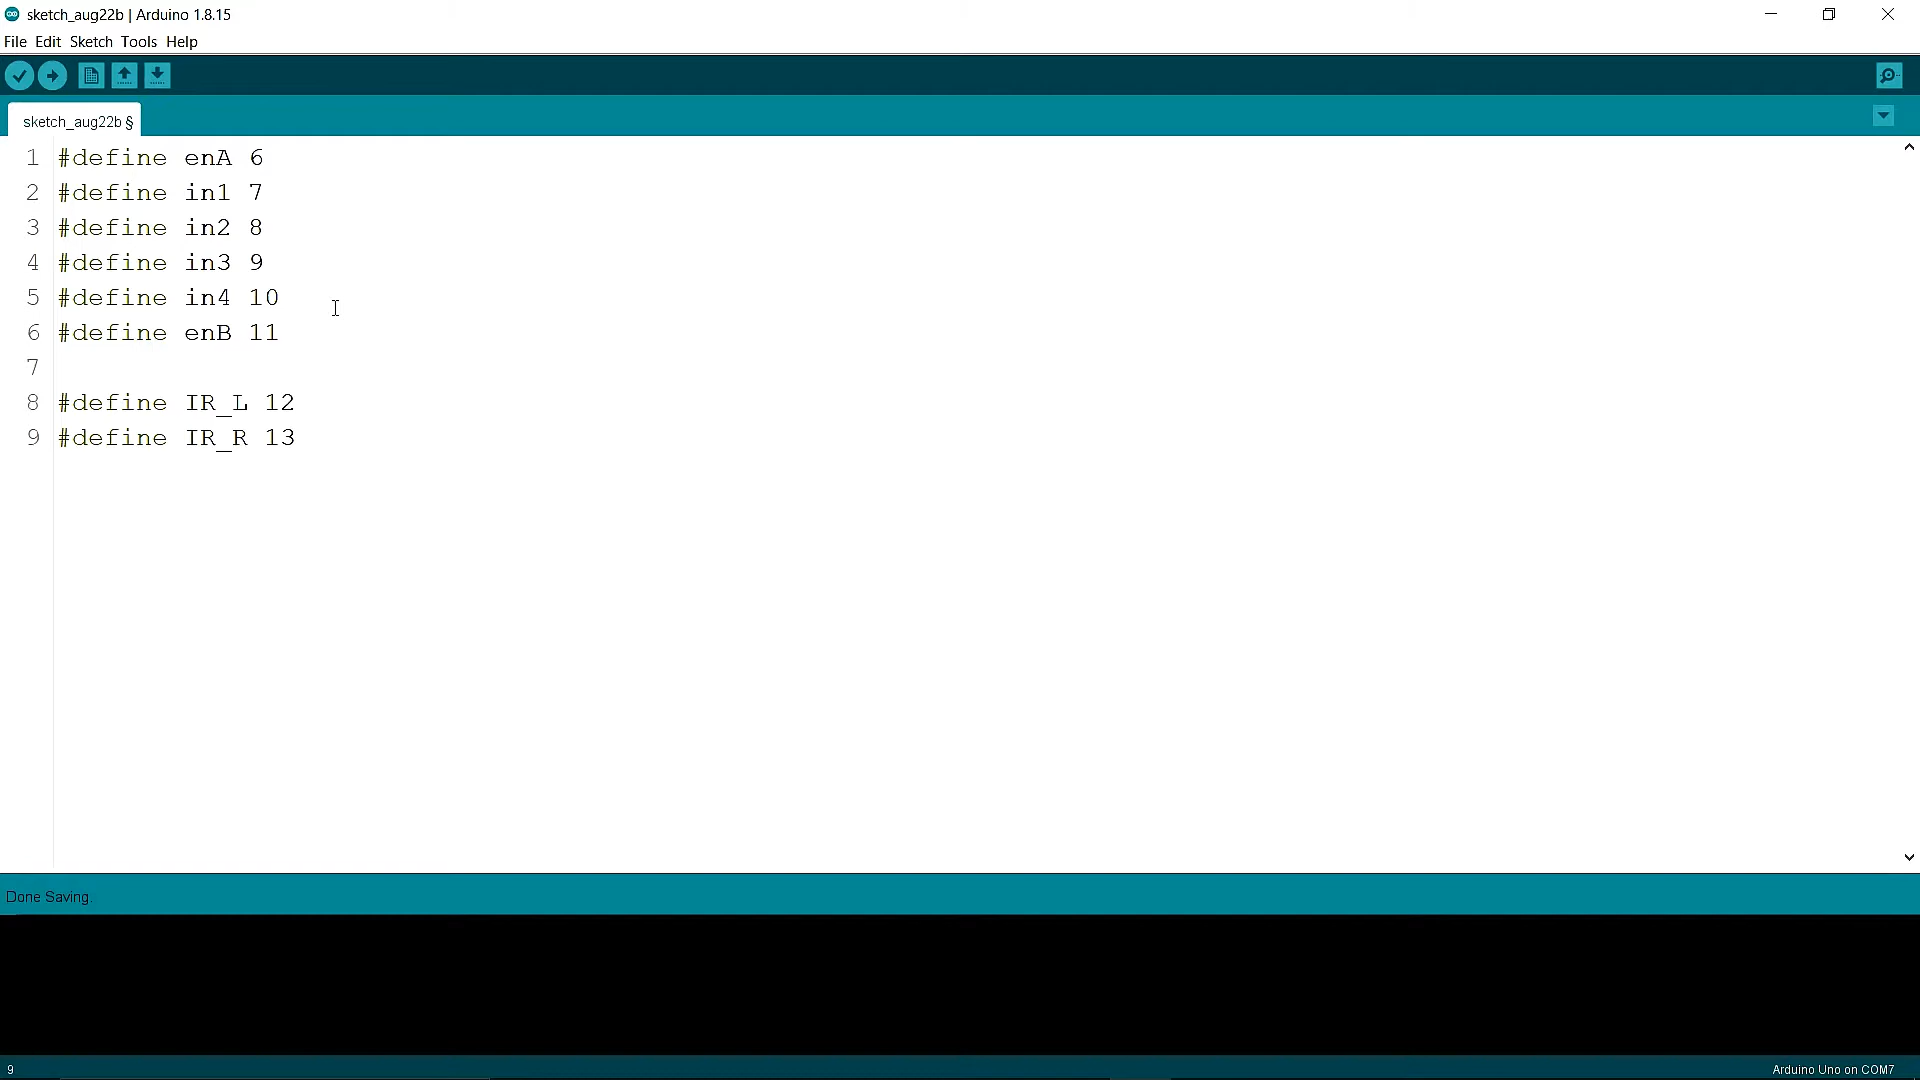 sketch_aug22b | Arduino 1.8.15
File Edit Sketch Tools Help
sketch_aug22b §
1 #define enA 6
2 #define in1 7
3 #define in2 8
4 #define in3 9
5 #define in4 10
6 #define enB 11
7
8 #define IR_L 12
9 #define IR_R 13
Done Saving.
9 Arduino Uno on COM7